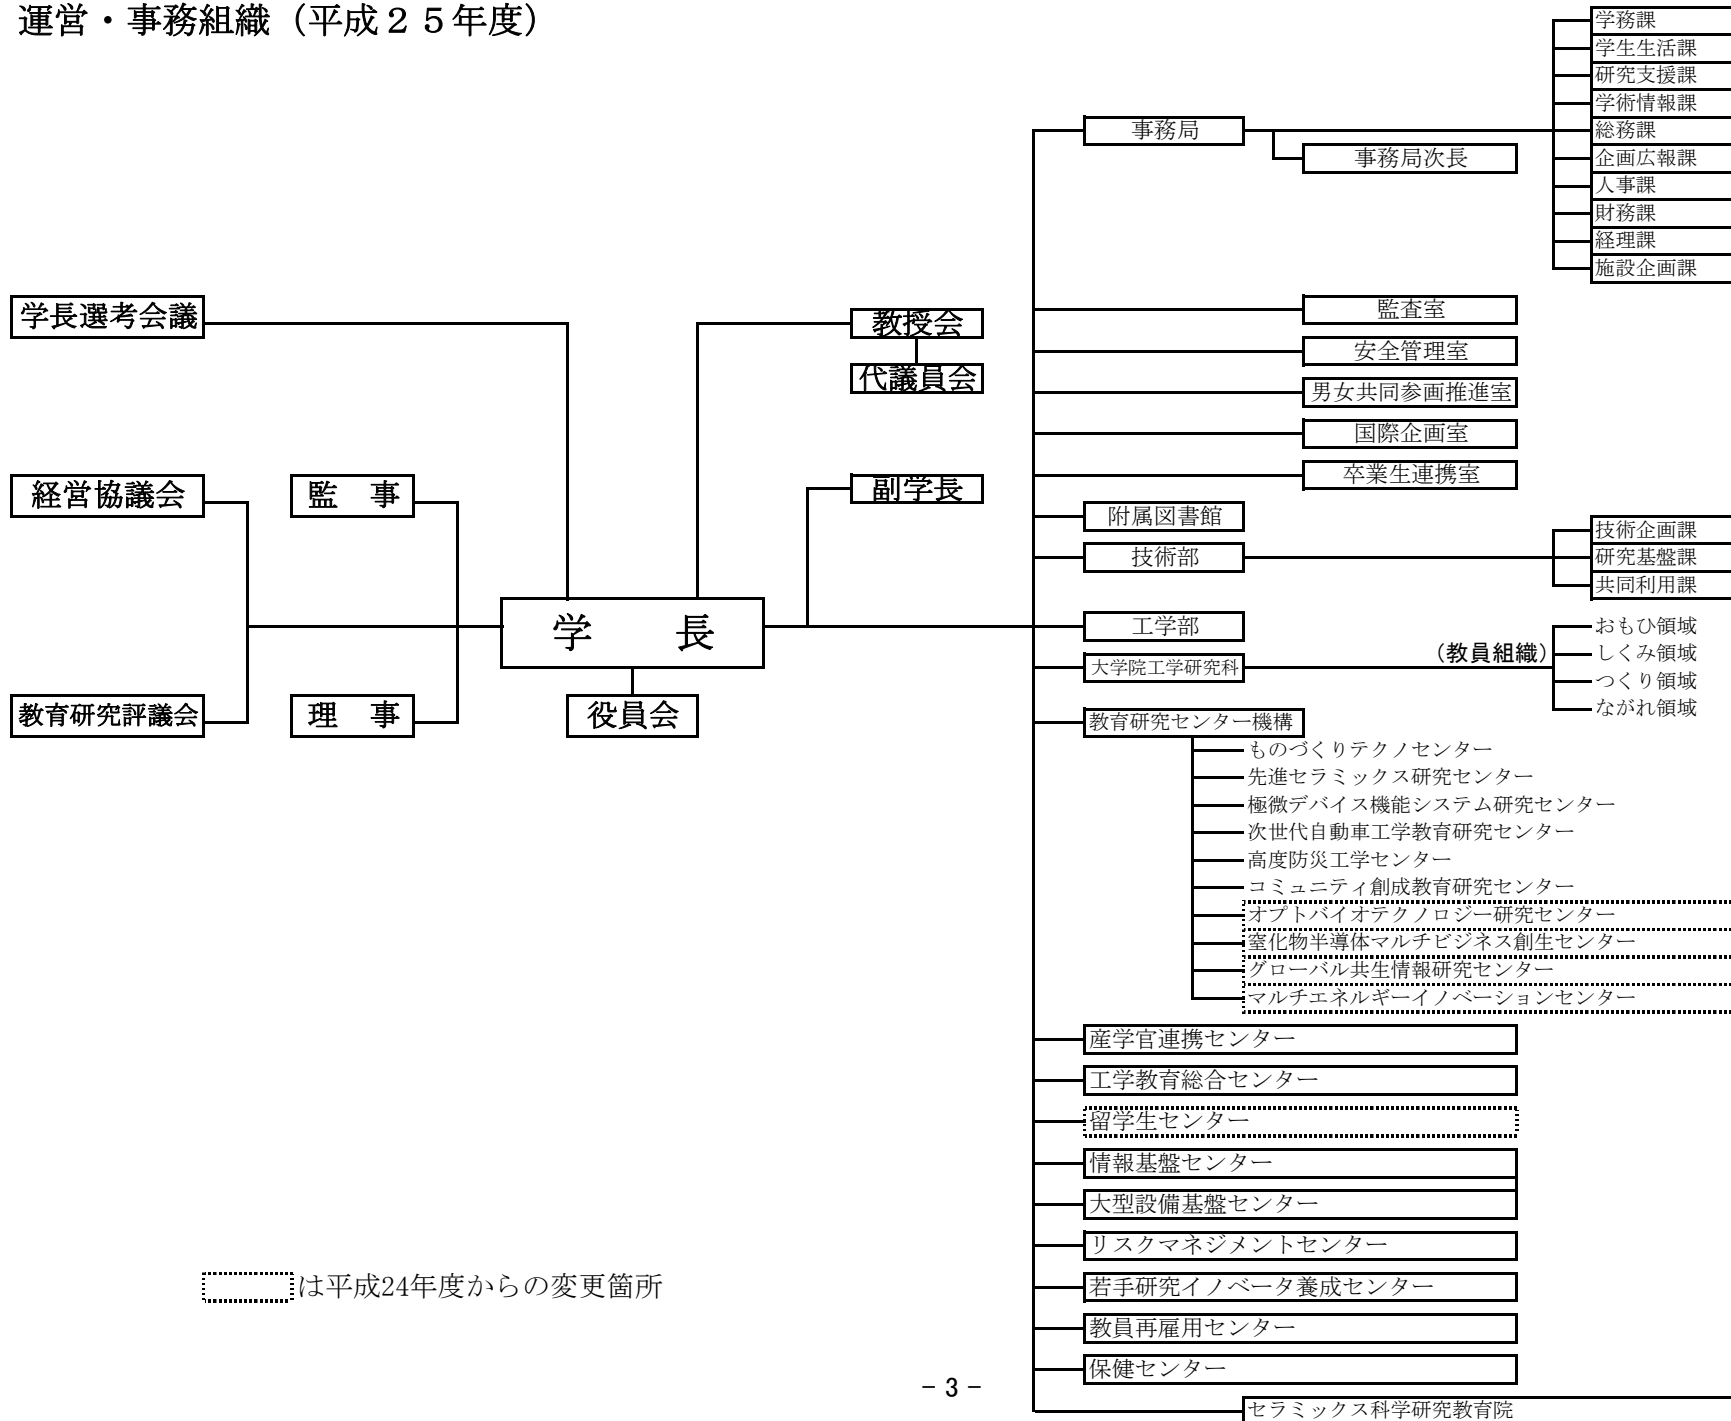 運営・事務組織（平成２５年度）
学長選考会議
経営協議会
監　事
教育研究評議会
理　事
学　長
役員会
教授会
代議員会
副学長
事務局
事務局次長
学務課
学生生活課
研究支援課
学術情報課
総務課
企画広報課
人事課
財務課
経理課
施設企画課
監査室
安全管理室
男女共同参画推進室
国際企画室
卒業生連携室
附属図書館
技術部
技術企画課
研究基盤課
共同利用課
工学部
大学院工学研究科
（教員組織）
おもひ領域
しくみ領域
つくり領域
ながれ領域
教育研究センター機構
ものづくりテクノセンター
先進セラミックス研究センター
極微デバイス機能システム研究センター
次世代自動車工学教育研究センター
高度防災工学センター
コミュニティ創成教育研究センター
オプトバイオテクノロジー研究センター
窒化物半導体マルチビジネス創生センター
グローバル共生情報研究センター
マルチエネルギーイノベーションセンター
産学官連携センター
工学教育総合センター
留学生センター
情報基盤センター
大型設備基盤センター
リスクマネジメントセンター
若手研究イノベータ養成センター
教員再雇用センター
保健センター
セラミックス科学研究教育院
は平成24年度からの変更箇所
－ 3 －